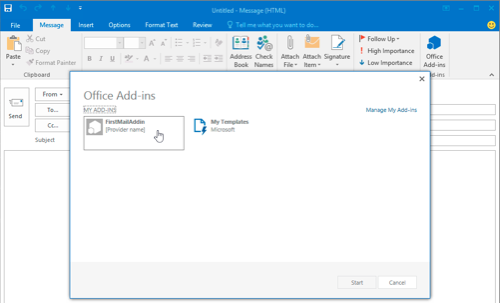 Untitled - Message (HTML)
File Message Insert Options Format Text Review Tell me what you want to do...
Paste
Cut
Copy
Format Painter
Clipboard
B I U
Address Book
Check Names
Attach File
Attach Item
Signature
Follow Up
High Importance
Low Importance
Office Add-ins
Add-ins
Send
From
To...
Cc...
Subject
Office Add-ins
MY ADD-INS
Manage My Add-ins
FirstMailAddin
[Provider name]
My Templates
Microsoft
Start Cancel